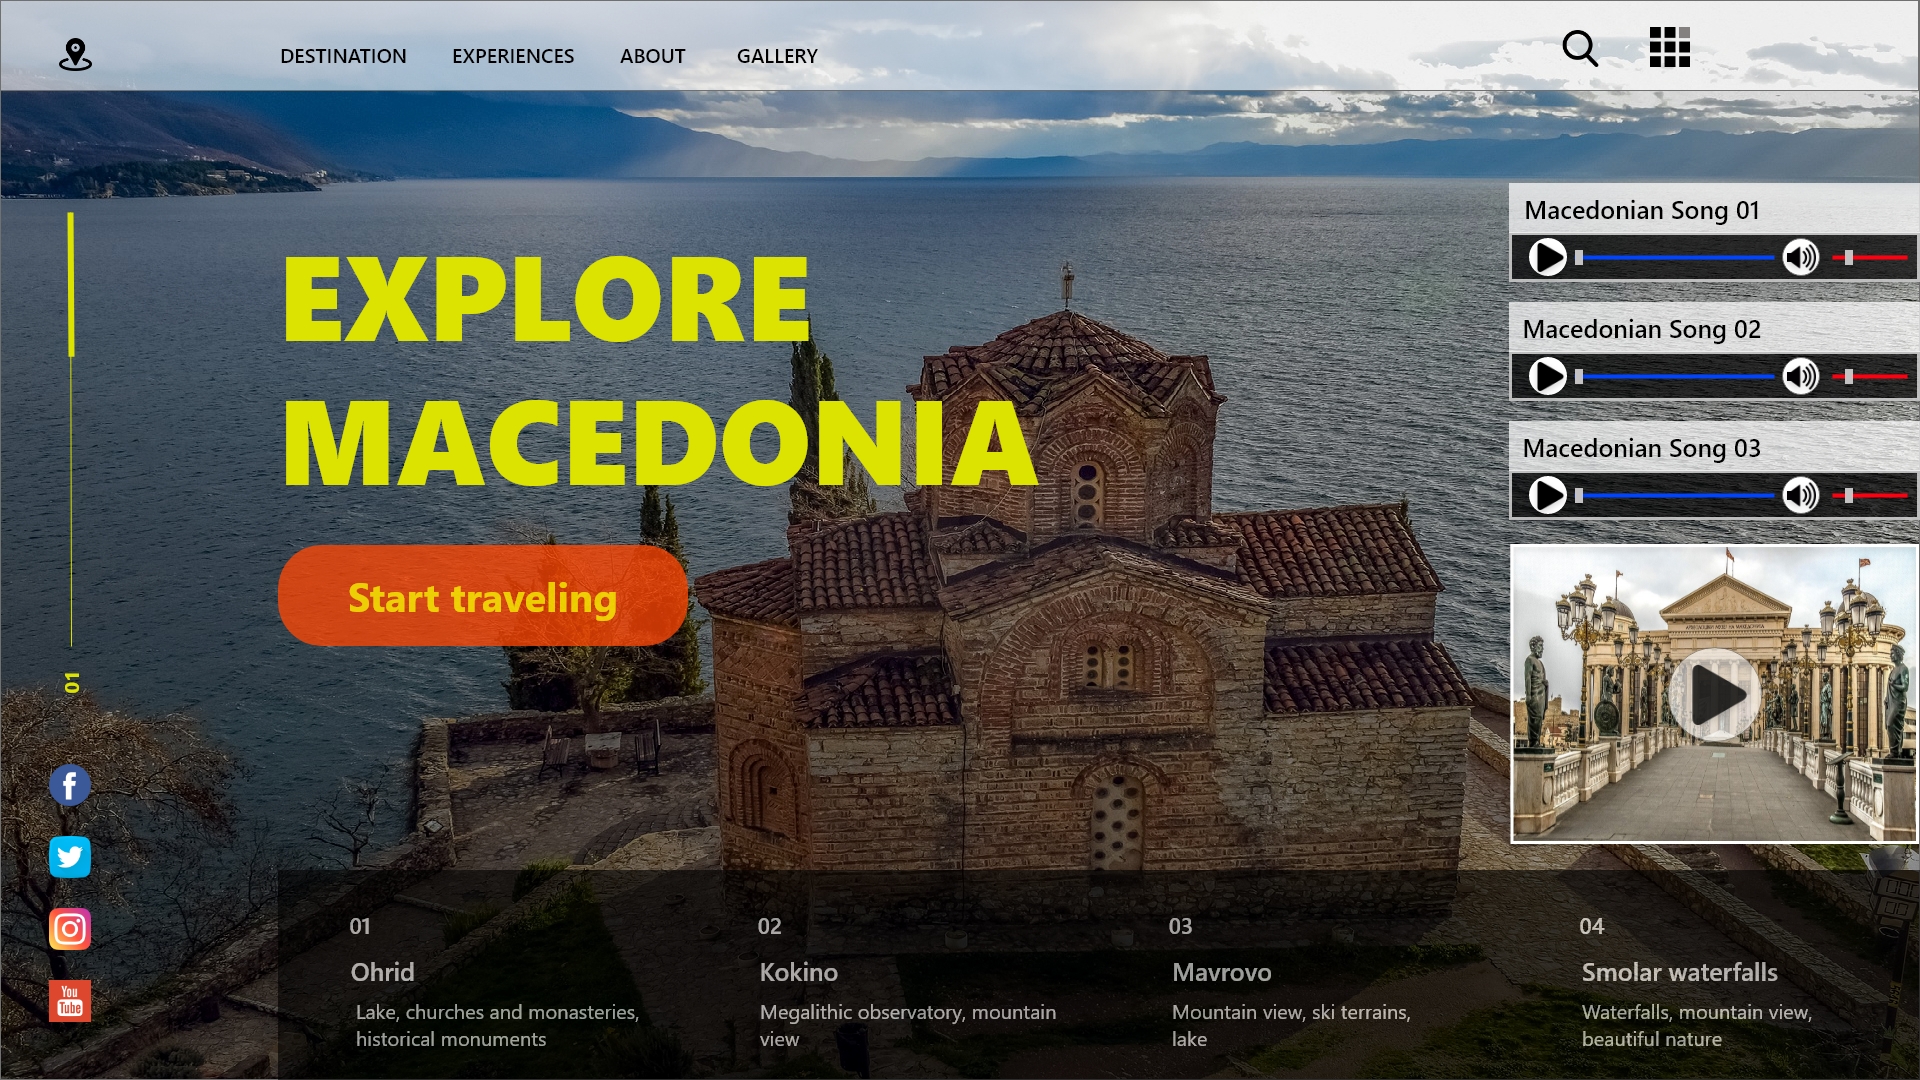 DESTINATION
EXPERIENCES
ABOUT
GALLERY
EXPLORE
MACEDONIA
Start traveling
01
Macedonian Song 01
Macedonian Song 02
Macedonian Song 03
You
Tube
01
Ohrid
Lake, churches and monasteries,
historical monuments
02
Kokino
Megalithic observatory, mountain
view
03
Mavrovo
Mountain view, ski terrains,
lake
04
Smolar waterfalls
Waterfalls, mountain view,
beautiful nature